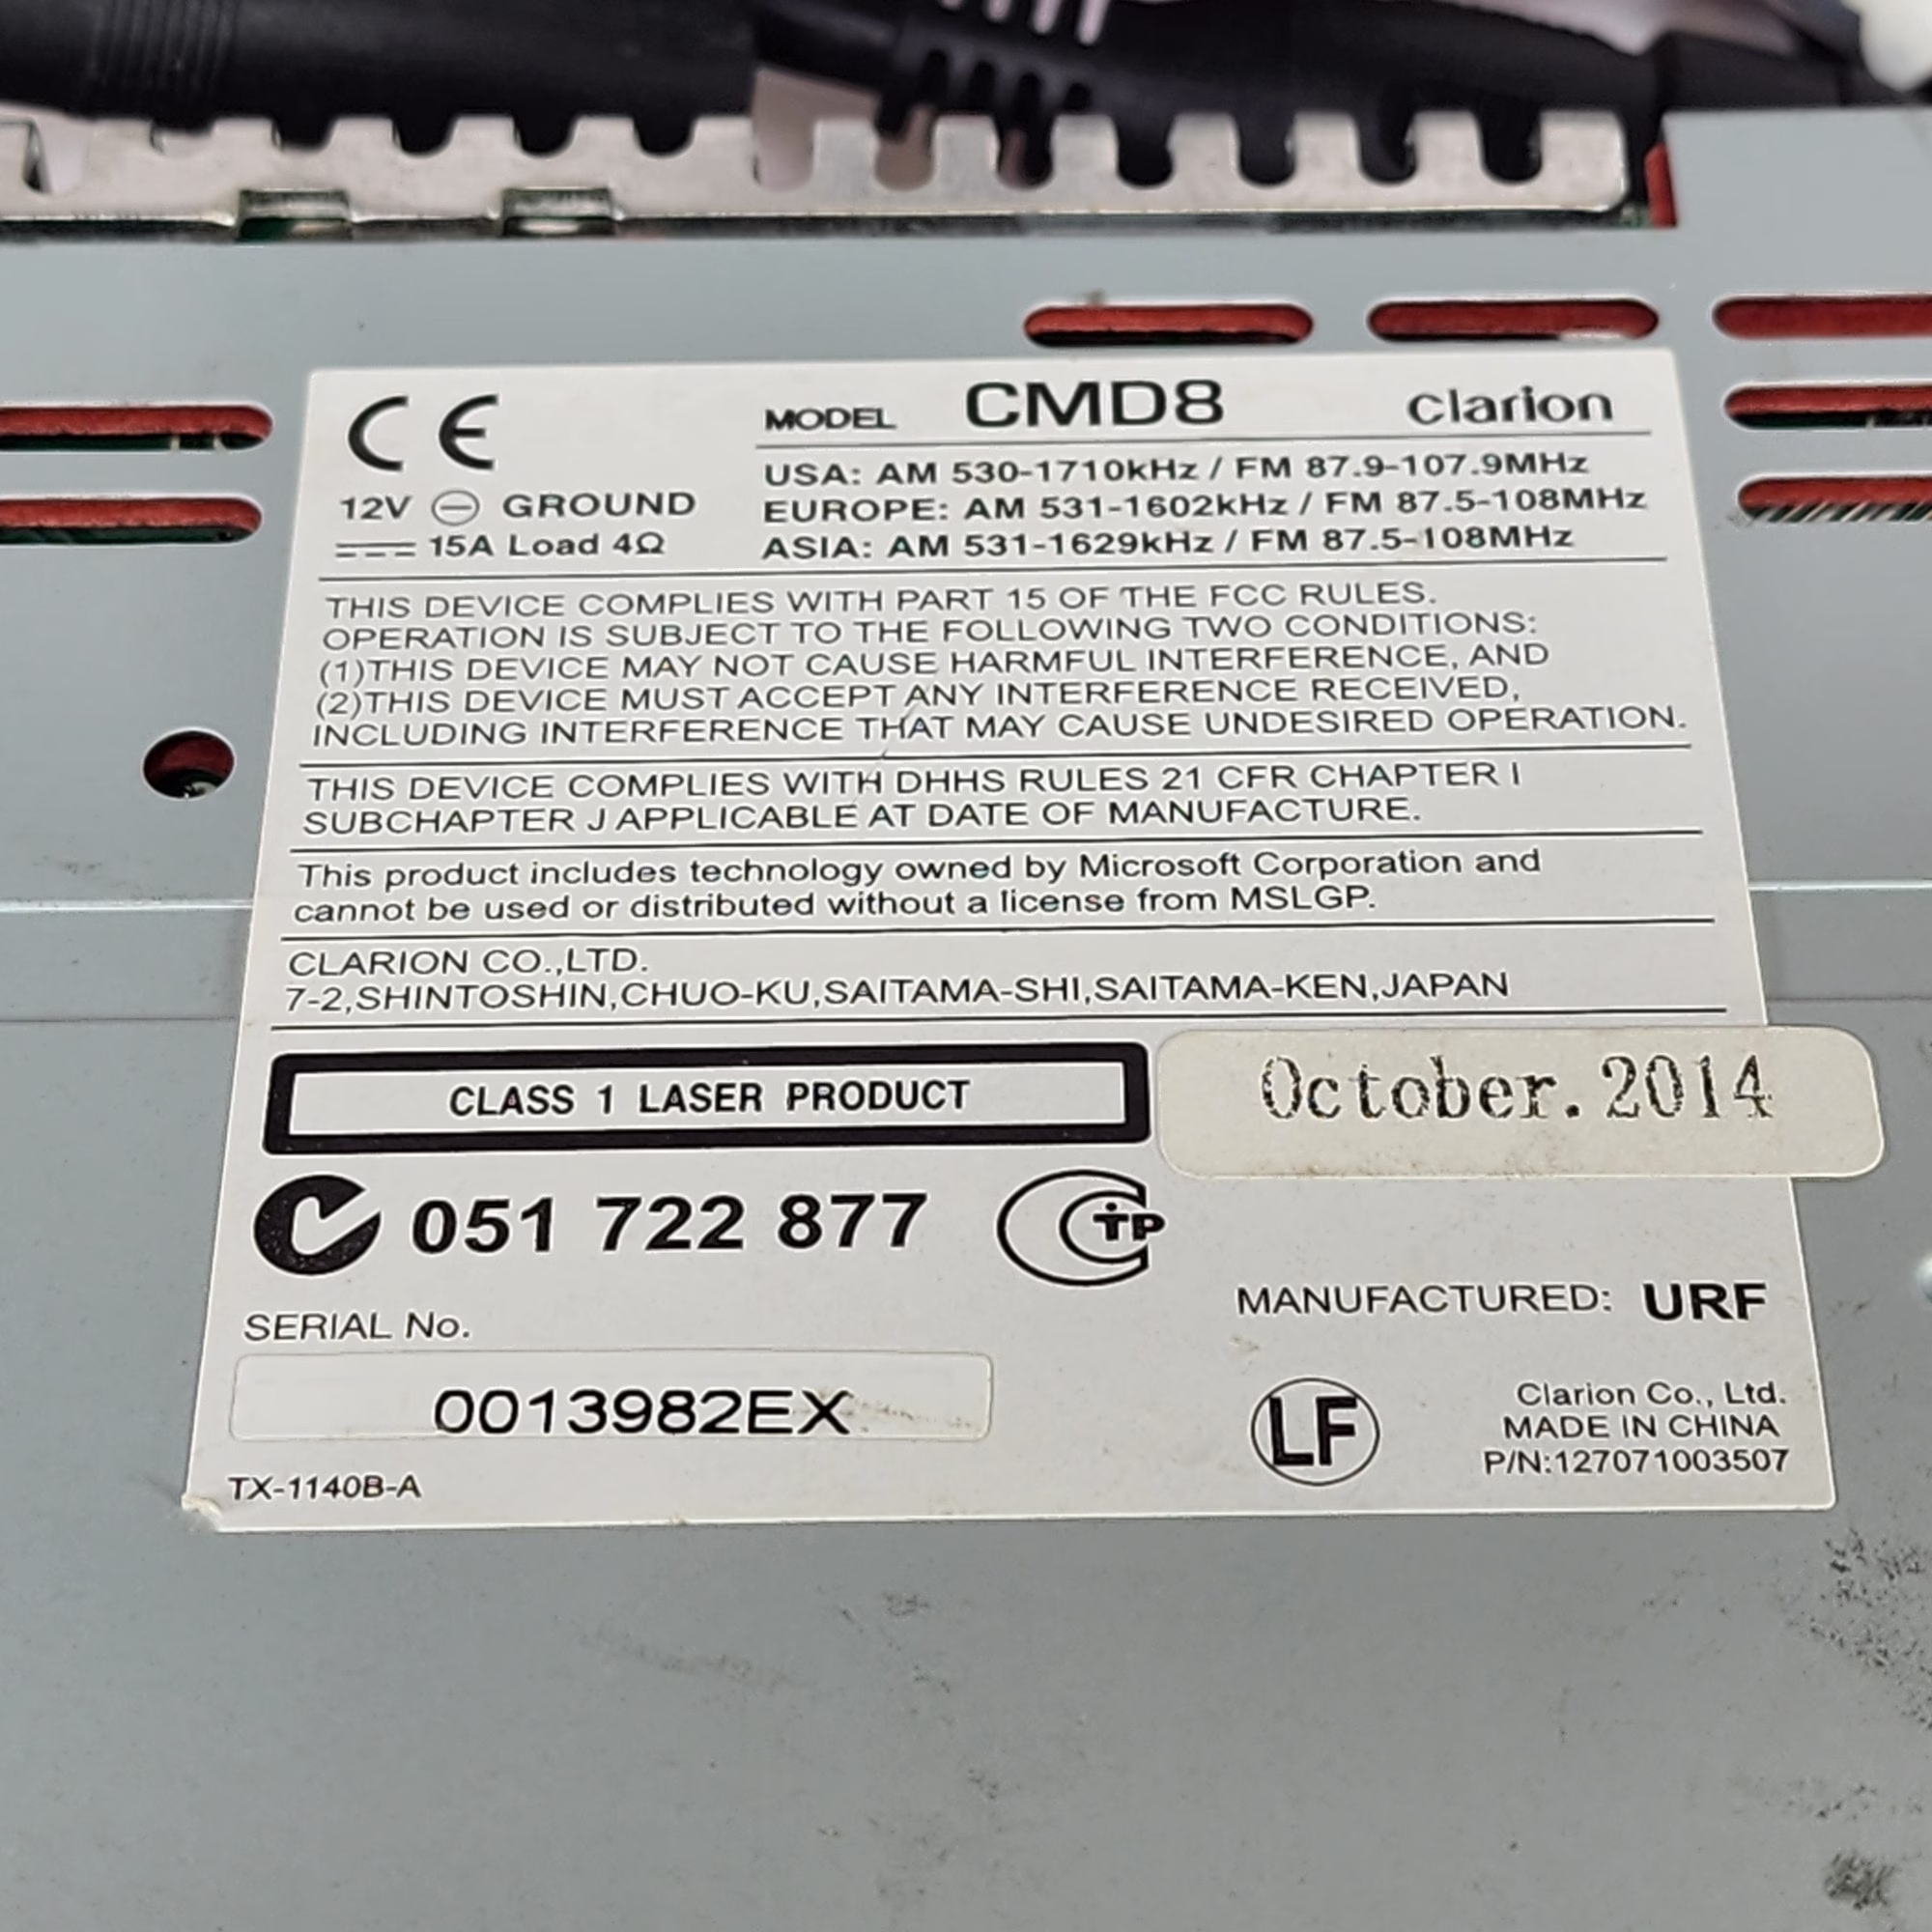 CE
MODEL CMD8 clarion
12V ⊖ GROUND
15A Load 4Ω
USA: AM 530-1710kHz / FM 87.9-107.9MHz
EUROPE: AM 531-1602kHz / FM 87.5-108MHz
ASIA: AM 531-1629kHz / FM 87.5-108MHz
THIS DEVICE COMPLIES WITH PART 15 OF THE FCC RULES.
OPERATION IS SUBJECT TO THE FOLLOWING TWO CONDITIONS:
(1)THIS DEVICE MAY NOT CAUSE HARMFUL INTERFERENCE, AND
(2)THIS DEVICE MUST ACCEPT ANY INTERFERENCE RECEIVED,
INCLUDING INTERFERENCE THAT MAY CAUSE UNDESIRED OPERATION.
THIS DEVICE COMPLIES WITH DHHS RULES 21 CFR CHAPTER I
SUBCHAPTER J APPLICABLE AT DATE OF MANUFACTURE.
This product includes technology owned by Microsoft Corporation and
cannot be used or distributed without a license from MSLGP.
CLARION CO.,LTD.
7-2,SHINTOSHIN,CHUO-KU,SAITAMA-SHI,SAITAMA-KEN,JAPAN
CLASS 1 LASER PRODUCT
October.2014
051 722 877
MANUFACTURED: URF
SERIAL No.
0013982EX
TX-1140B-A
LF
Clarion Co., Ltd.
MADE IN CHINA
P/N:127071003507